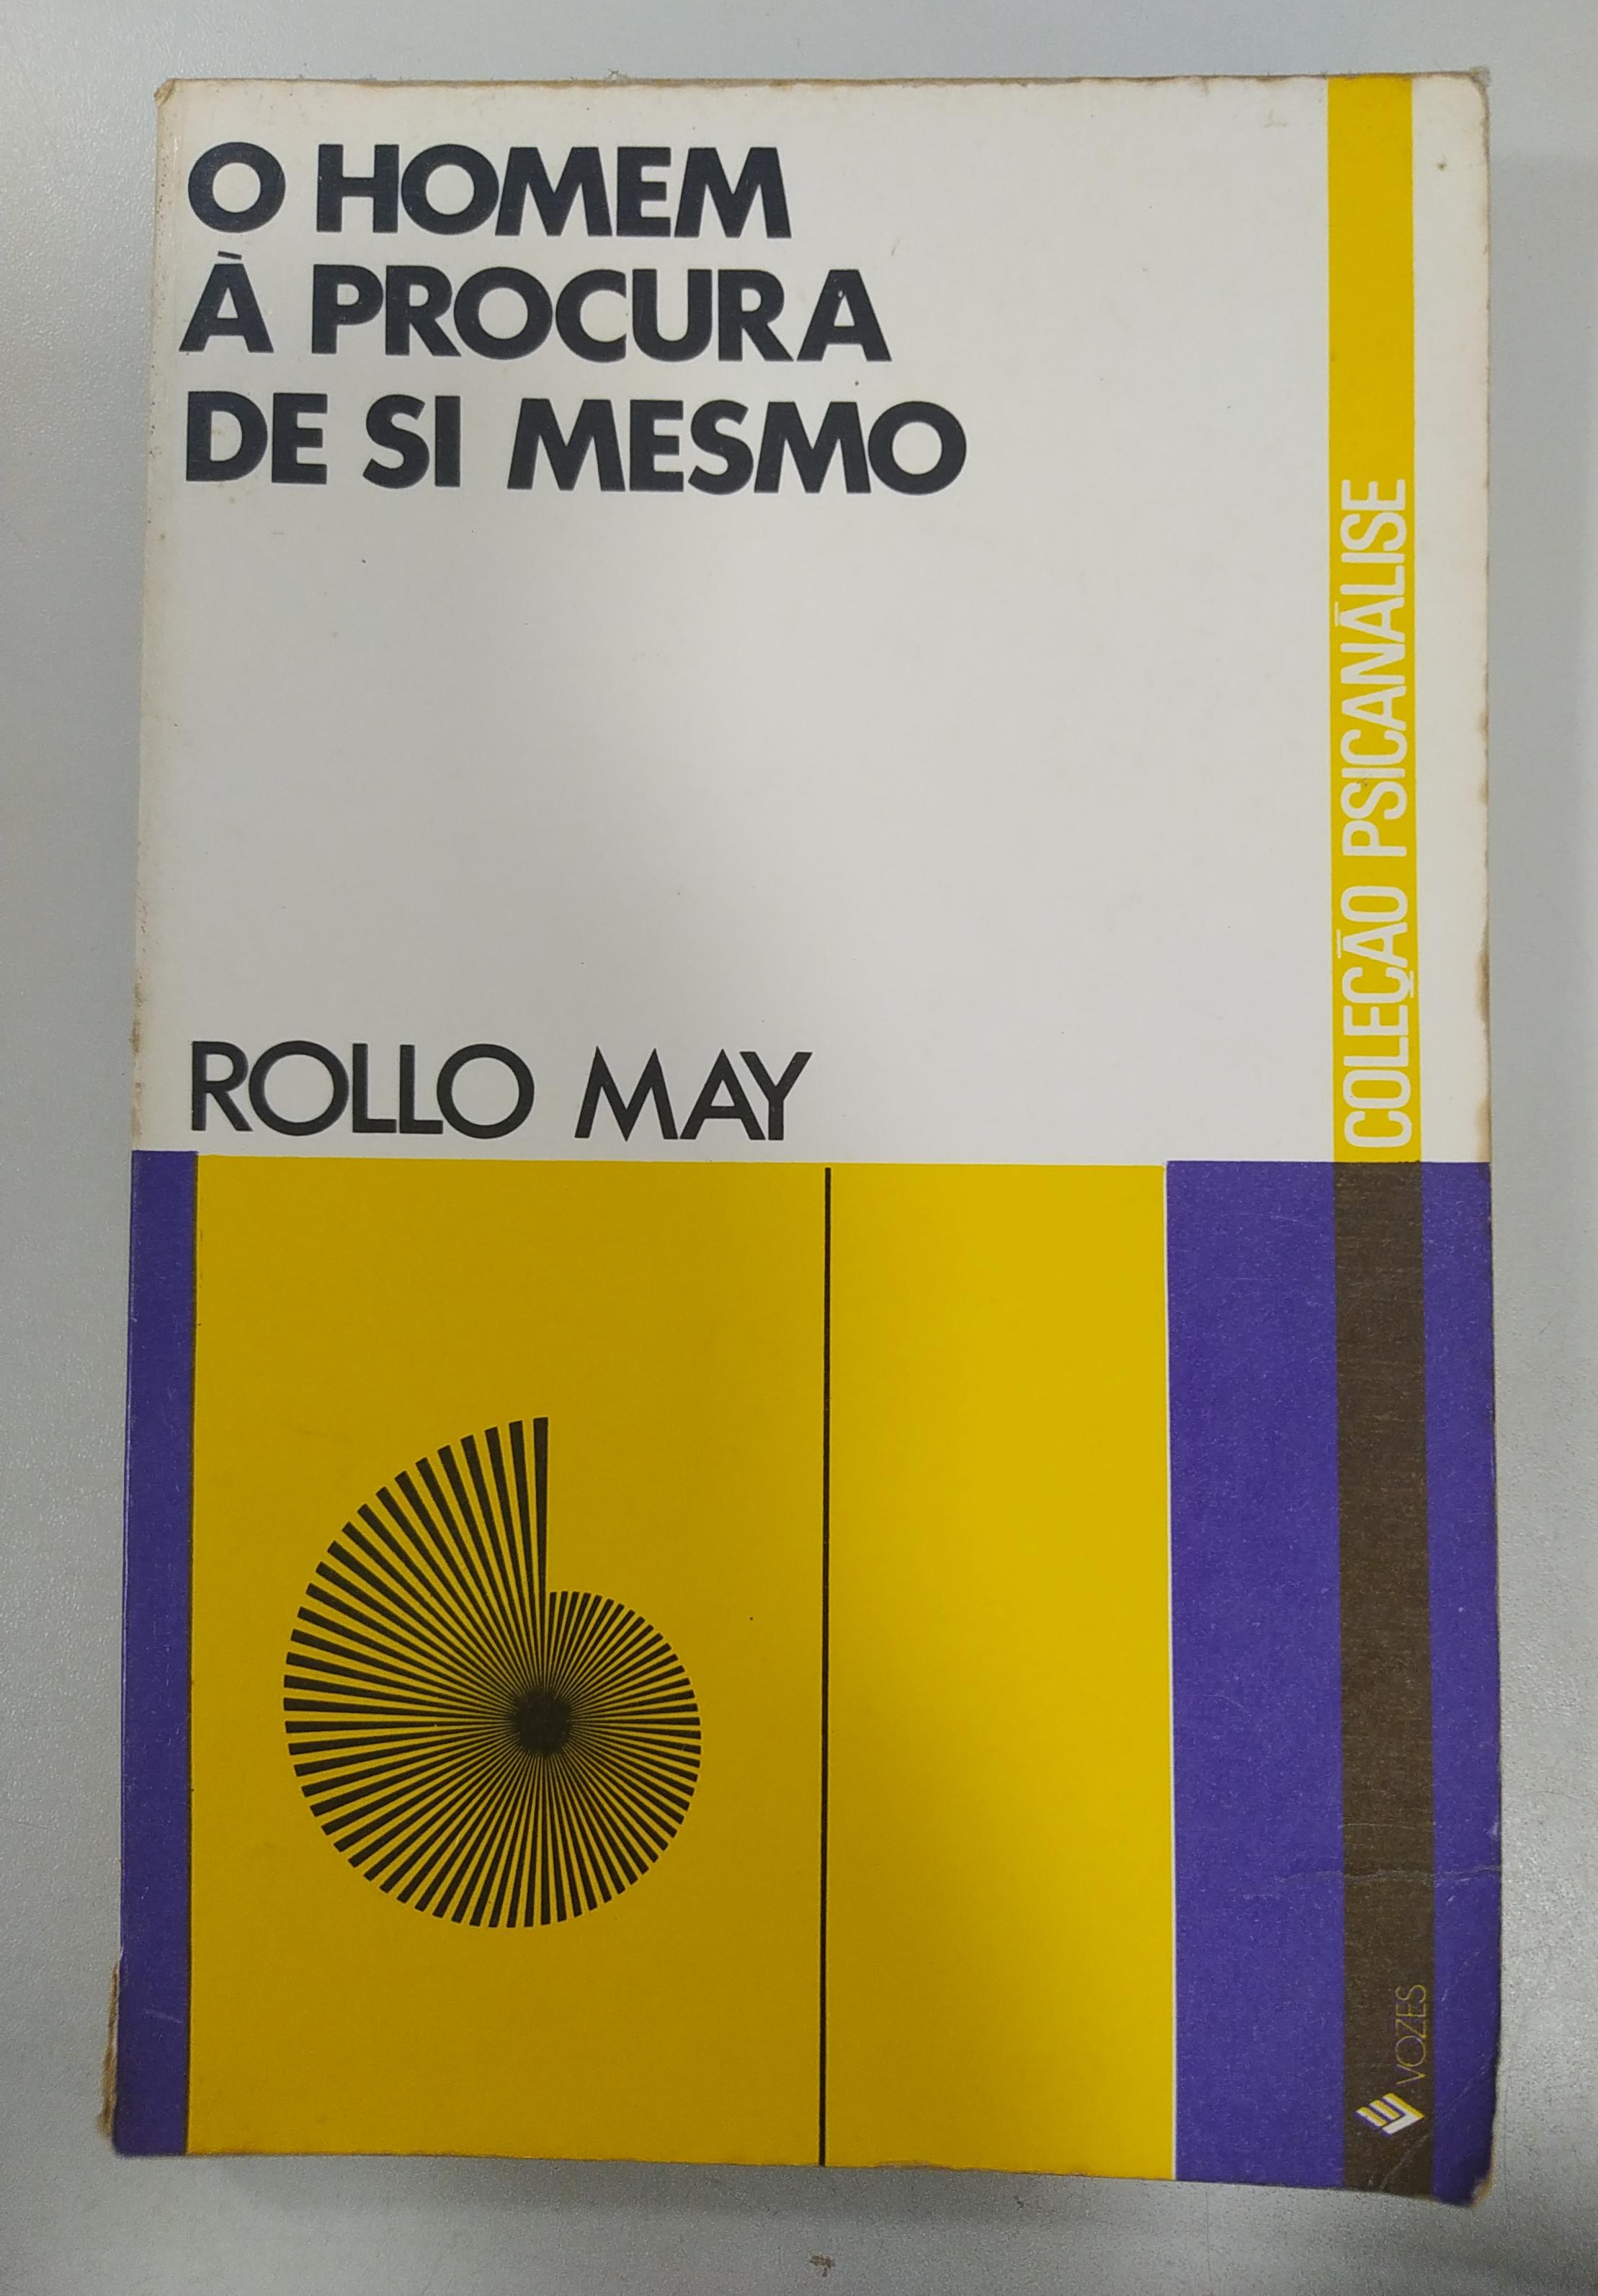 O HOMEM
À PROCURA
DE SI MESMO
ROLLO MAY
COLEÇÃO PSICANÁLISE
VOZES